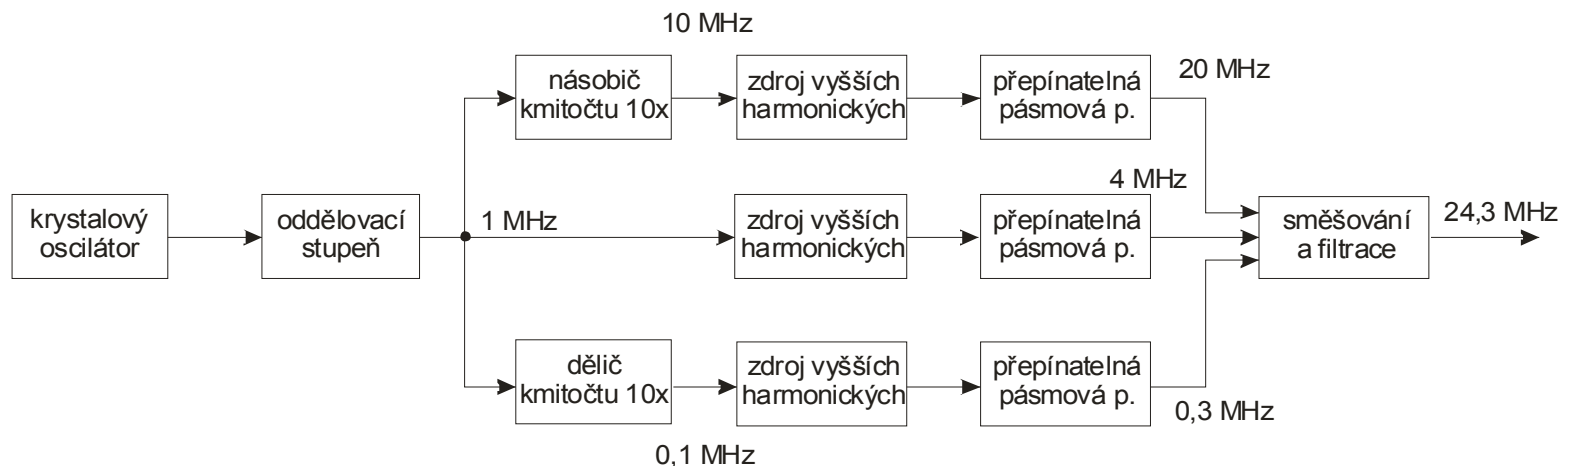 10 MHz
násobič
kmitočtu 10x
zdroj vyšších
harmonických
přepínatelná
pásmová p.
20 MHz
krystalový
oscilátor
oddělovací
stupeň
1 MHz
zdroj vyšších
harmonických
přepínatelná
pásmová p.
4 MHz
směšování
a filtrace
24,3 MHz
dělič
kmitočtu 10x
0,1 MHz
zdroj vyšších
harmonických
přepínatelná
pásmová p.
0,3 MHz